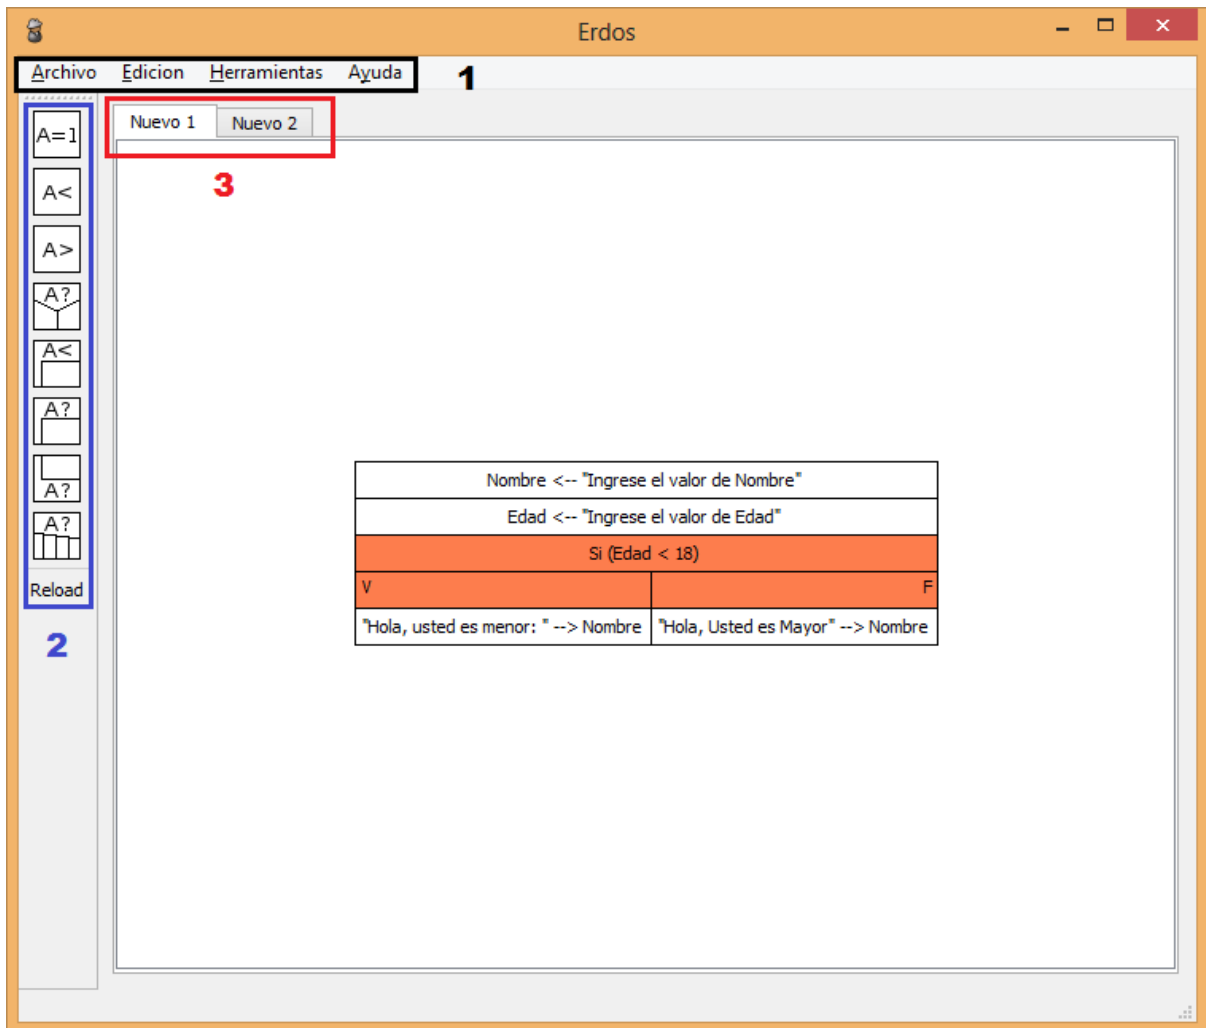 Erdos
Archivo Edicion Herramientas Ayuda 1
Nuevo 1 Nuevo 2
3
A=1
A<
A>
A?
A<
A?
A?
A?
Reload
2
Nombre <-- "Ingrese el valor de Nombre"
Edad <-- "Ingrese el valor de Edad"
Si (Edad < 18)
V F
"Hola, usted es menor: " --> Nombre "Hola, Usted es Mayor" --> Nombre